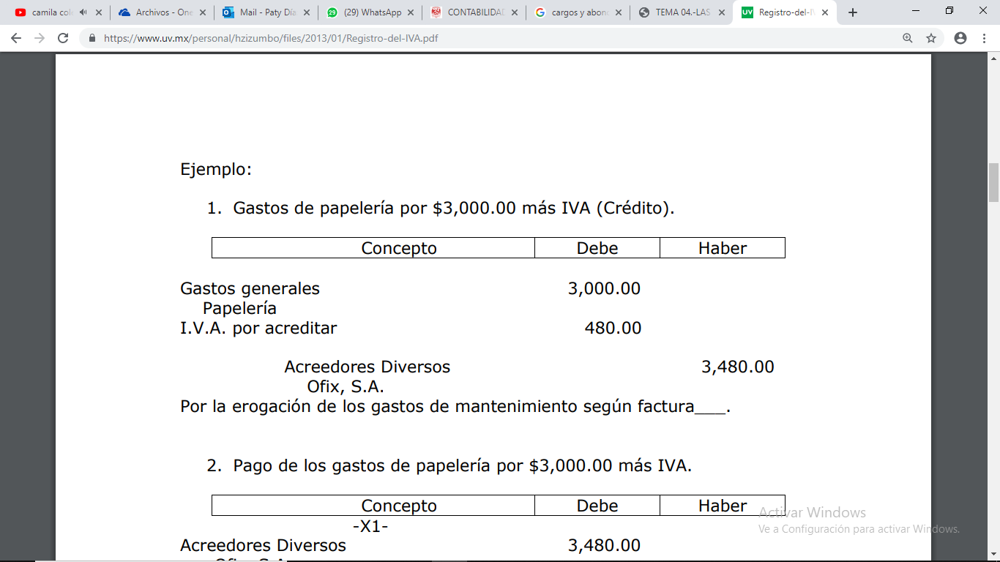 camila col
Archivos - One
Mail - Paty Día
29 (29) WhatsApp
CONTABILIDAD
cargos y abon
TEMA 04.-LAS
UV Registro-del-I
https://www.uv.mx/personal/hzizumbo/files/2013/01/Registro-del-IVA.pdf
Ejemplo:
1. Gastos de papelería por $3,000.00 más IVA (Crédito).
Concepto Debe Haber
Gastos generales 3,000.00
Papelería
I.V.A. por acreditar 480.00
Acreedores Diversos 3,480.00
Ofix, S.A.
Por la erogación de los gastos de mantenimiento según factura___.
2. Pago de los gastos de papelería por $3,000.00 más IVA.
Concepto Debe Haber
-X1-
Acreedores Diversos 3,480.00
Activar Windows
Ve a Configuración para activar Windows.